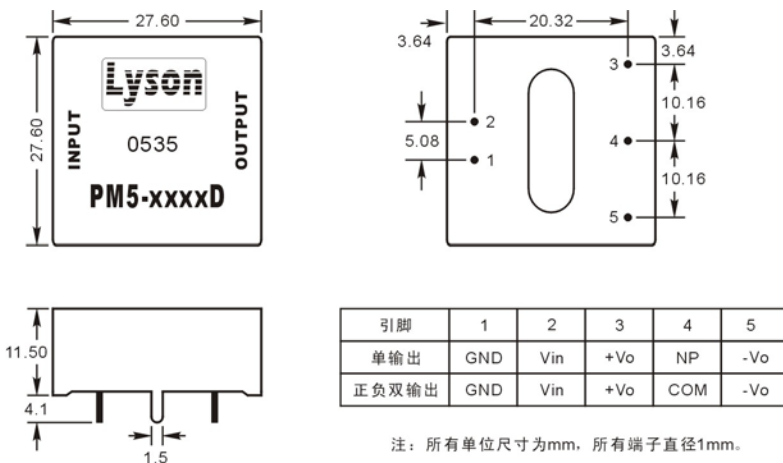 27.60
27.60
Lyson
INPUT
OUTPUT
0535
PM5-xxxxD
20.32
3.64
3.64
3
2
10.16
5.08
4
1
10.16
5
11.50
4.1
1.5
引脚 1 2 3 4 5
单输出 GND Vin +Vo NP -Vo
正负双输出 GND Vin +Vo COM -Vo
注：所有单位尺寸为mm，所有端子直径1mm。